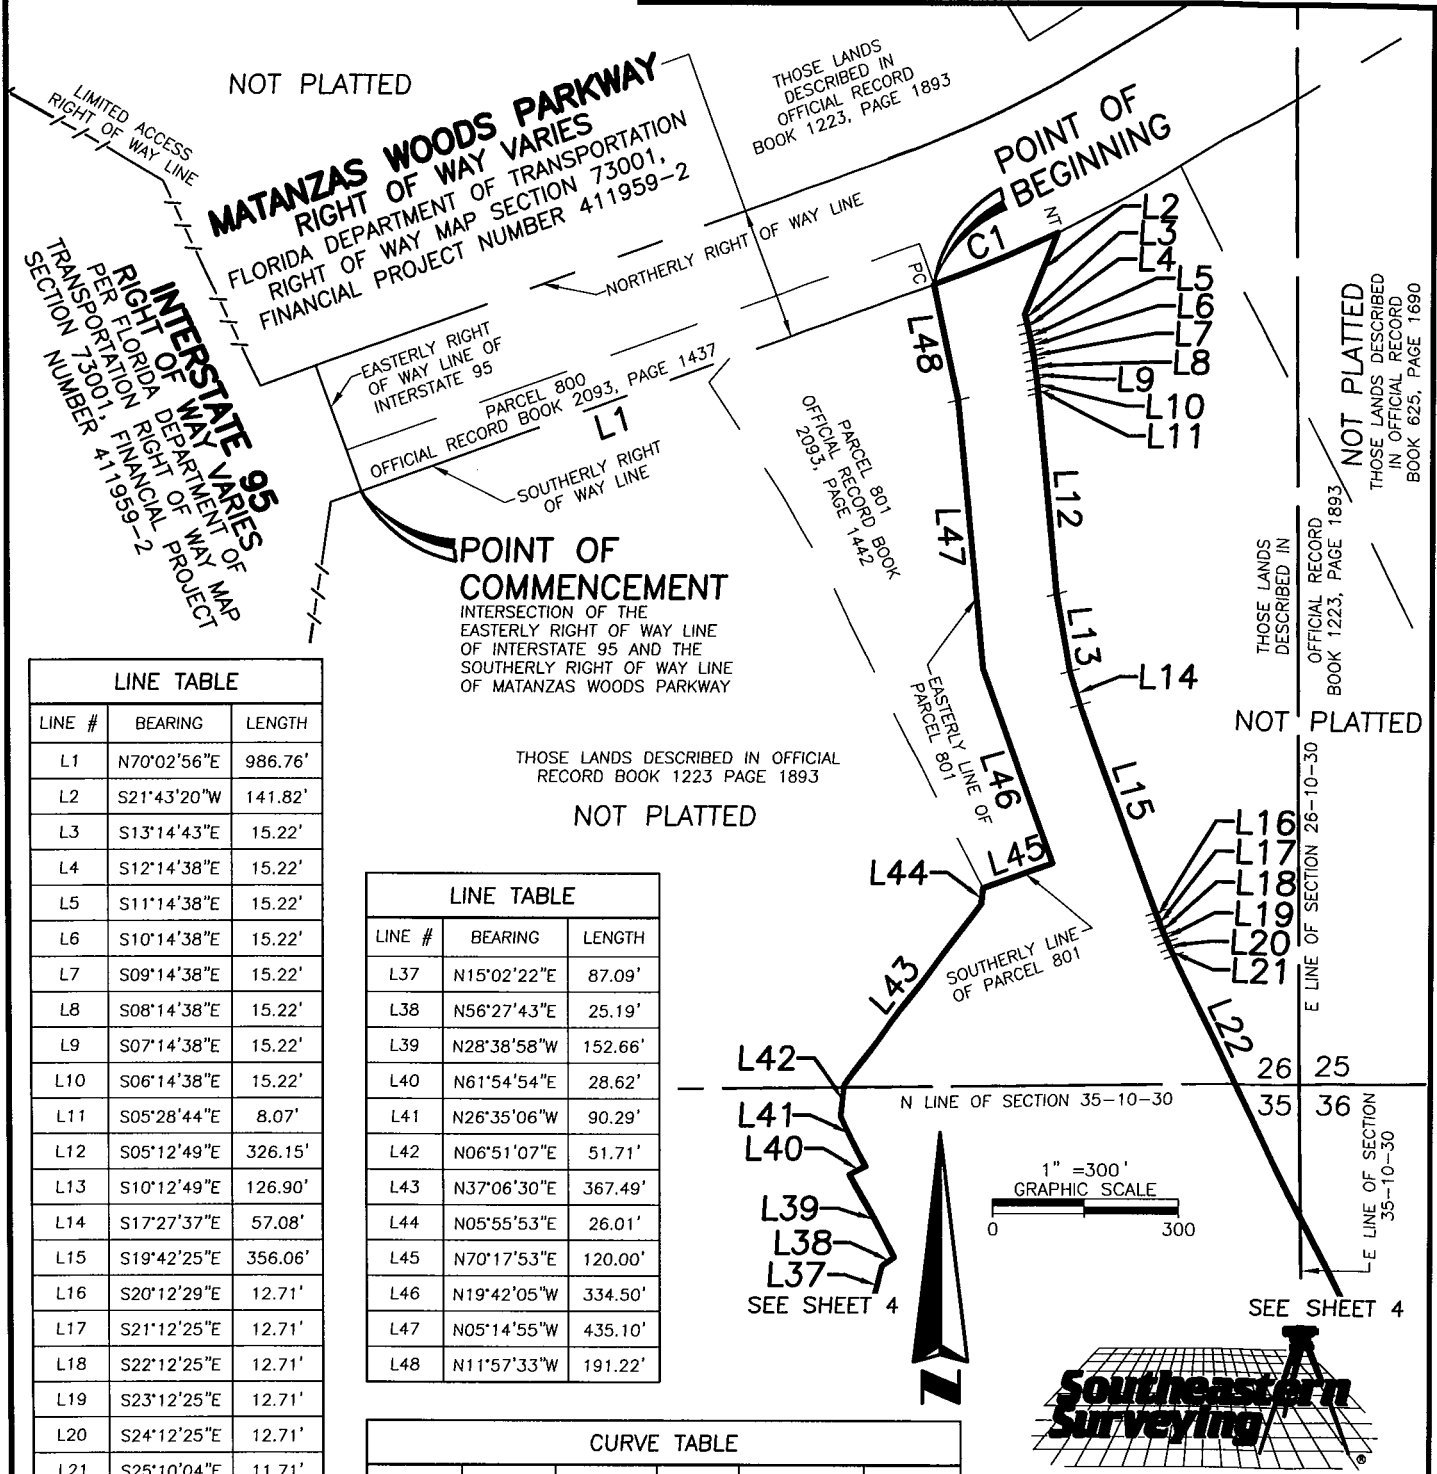 NOT PLATTED
LIMITED ACCESS
RIGHT OF WAY LINE
MATANZAS WOODS PARKWAY
RIGHT OF WAY VARIES
FLORIDA DEPARTMENT OF TRANSPORTATION
RIGHT OF WAY MAP SECTION 73001,
FINANCIAL PROJECT NUMBER 411959-2
THOSE LANDS
DESCRIBED IN
OFFICIAL RECORD
BOOK 1223, PAGE 1893
POINT OF
BEGINNING
NORTHERLY RIGHT OF WAY LINE
INTERSTATE 95
RIGHT OF WAY VARIES
PER FLORIDA DEPARTMENT OF
TRANSPORTATION RIGHT OF WAY MAP
SECTION 73001, FINANCIAL PROJECT
NUMBER 411959-2
EASTERLY RIGHT
OF WAY LINE OF
INTERSTATE 95
PARCEL 800
OFFICIAL RECORD BOOK 2093, PAGE 1437
L1
SOUTHERLY RIGHT
OF WAY LINE
PC
C1
NT
L2
L3
L4
L5
L6
L7
L8
L9
L10
L11
L48
L12
L47
L13
L14
L46
L15
L45
L44
L16
L17
L18
L19
L20
L21
L43
L22
L42
L41
L40
L39
L38
L37
PARCEL 801
OFFICIAL RECORD BOOK
2093, PAGE 1442
NOT PLATTED
THOSE LANDS DESCRIBED
IN OFFICIAL RECORD
BOOK 625, PAGE 1690
THOSE LANDS
DESCRIBED IN
OFFICIAL RECORD
BOOK 1223, PAGE 1893
NOT PLATTED
POINT OF
COMMENCEMENT
INTERSECTION OF THE
EASTERLY RIGHT OF WAY LINE
OF INTERSTATE 95 AND THE
SOUTHERLY RIGHT OF WAY LINE
OF MATANZAS WOODS PARKWAY
THOSE LANDS DESCRIBED IN OFFICIAL
RECORD BOOK 1223 PAGE 1893
NOT PLATTED
EASTERLY LINE OF
PARCEL 801
SOUTHERLY LINE
OF PARCEL 801
E LINE OF SECTION 26-10-30
26 25
35 36
N LINE OF SECTION 35-10-30
E LINE OF SECTION
35-10-30
1" =300'
GRAPHIC SCALE
0 300
SEE SHEET 4
SEE SHEET 4
N
Southeastern
Surveying
®
LINE TABLE
LINE # BEARING LENGTH
L1 N70°02'56"E 986.76'
L2 S21°43'20"W 141.82'
L3 S13°14'43"E 15.22'
L4 S12°14'38"E 15.22'
L5 S11°14'38"E 15.22'
L6 S10°14'38"E 15.22'
L7 S09°14'38"E 15.22'
L8 S08°14'38"E 15.22'
L9 S07°14'38"E 15.22'
L10 S06°14'38"E 15.22'
L11 S05°28'44"E 8.07'
L12 S05°12'49"E 326.15'
L13 S10°12'49"E 126.90'
L14 S17°27'37"E 57.08'
L15 S19°42'25"E 356.06'
L16 S20°12'29"E 12.71'
L17 S21°12'25"E 12.71'
L18 S22°12'25"E 12.71'
L19 S23°12'25"E 12.71'
L20 S24°12'25"E 12.71'
L21 S25°10'04"E 11.71'
LINE TABLE
LINE # BEARING LENGTH
L37 N15°02'22"E 87.09'
L38 N56°27'43"E 25.19'
L39 N28°38'58"W 152.66'
L40 N61°54'54"E 28.62'
L41 N26°35'06"W 90.29'
L42 N06°51'07"E 51.71'
L43 N37°06'30"E 367.49'
L44 N05°55'53"E 26.01'
L45 N70°17'53"E 120.00'
L46 N19°42'05"W 334.50'
L47 N05°14'55"W 435.10'
L48 N11°57'33"W 191.22'
CURVE TABLE